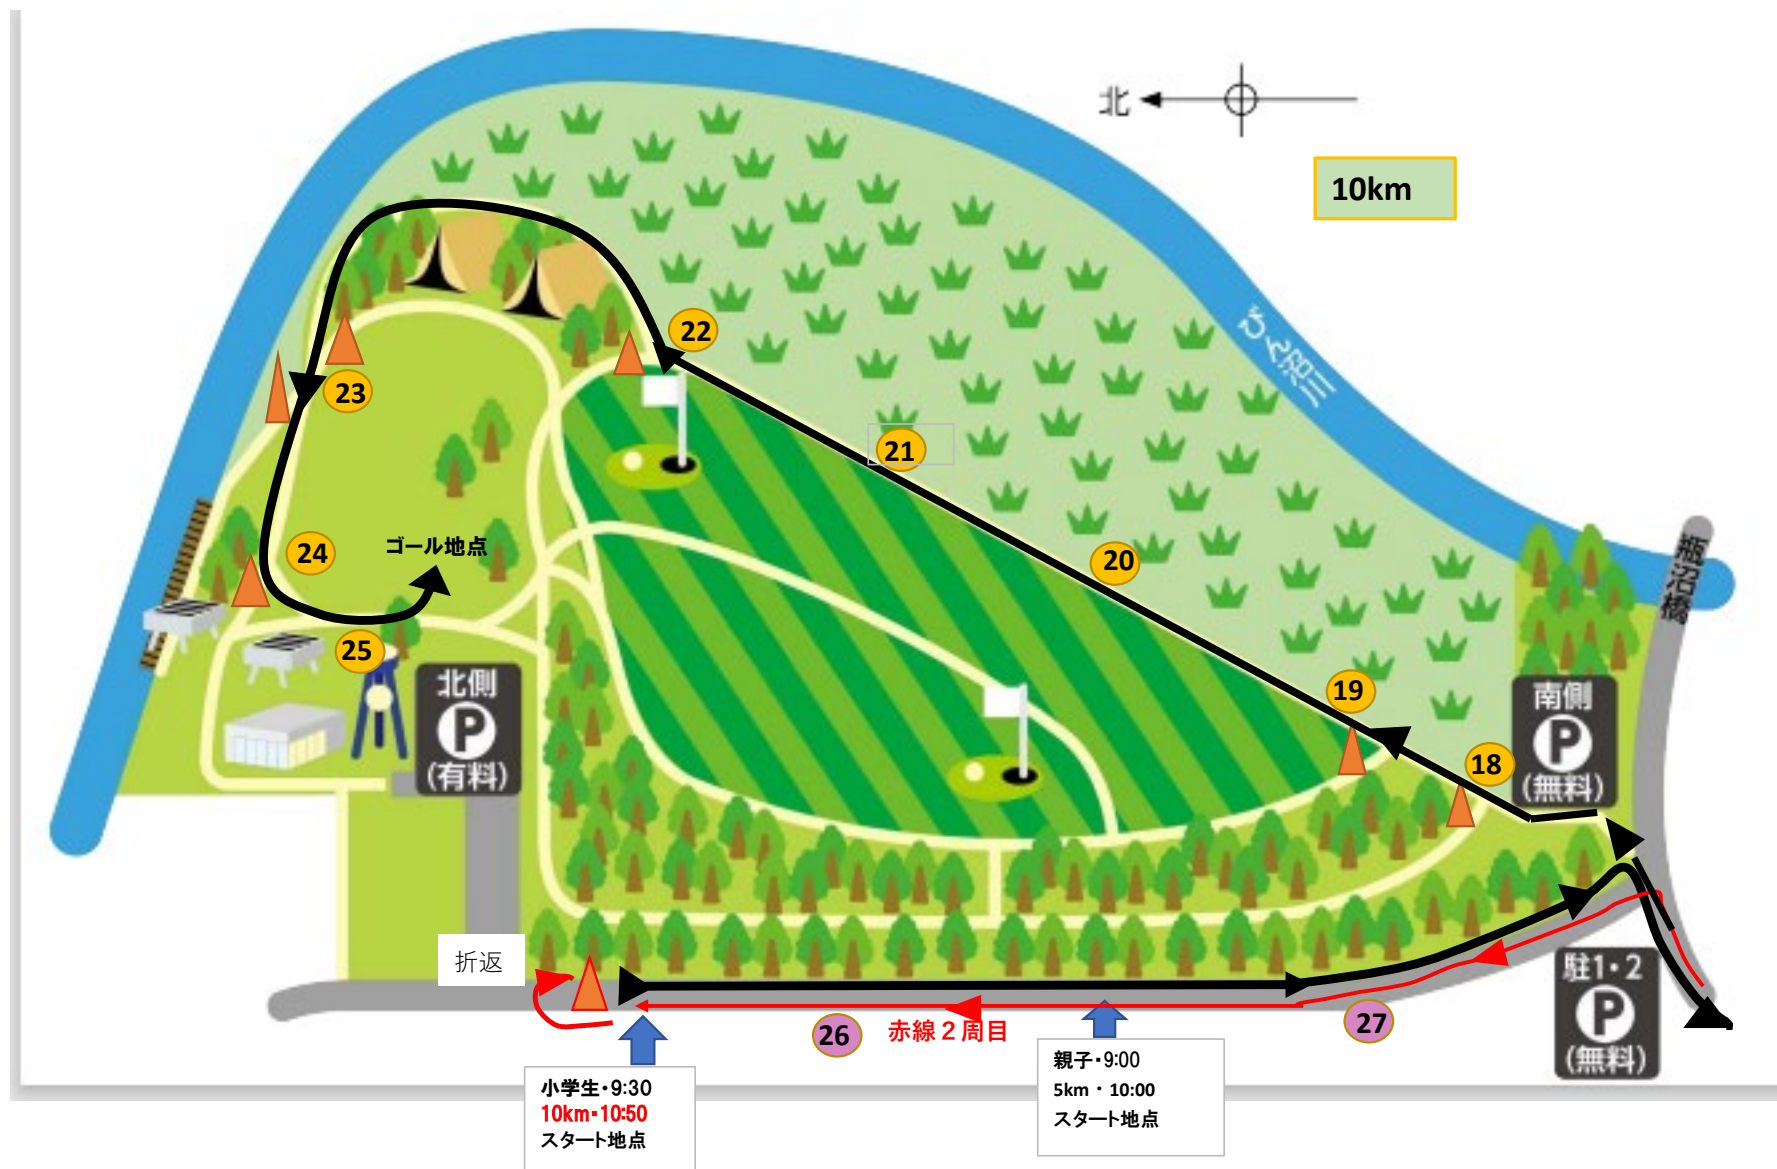 北
10km
びん沼川
22
23
21
24
ゴール地点
20
25
19
18
北側
P
(有料)
南側
P
(無料)
折返
26
赤線２周目
27
駐1・2
P
(無料)
小学生・9:30
10km・10:50
スタート地点
親子・9:00
5km・10:00
スタート地点